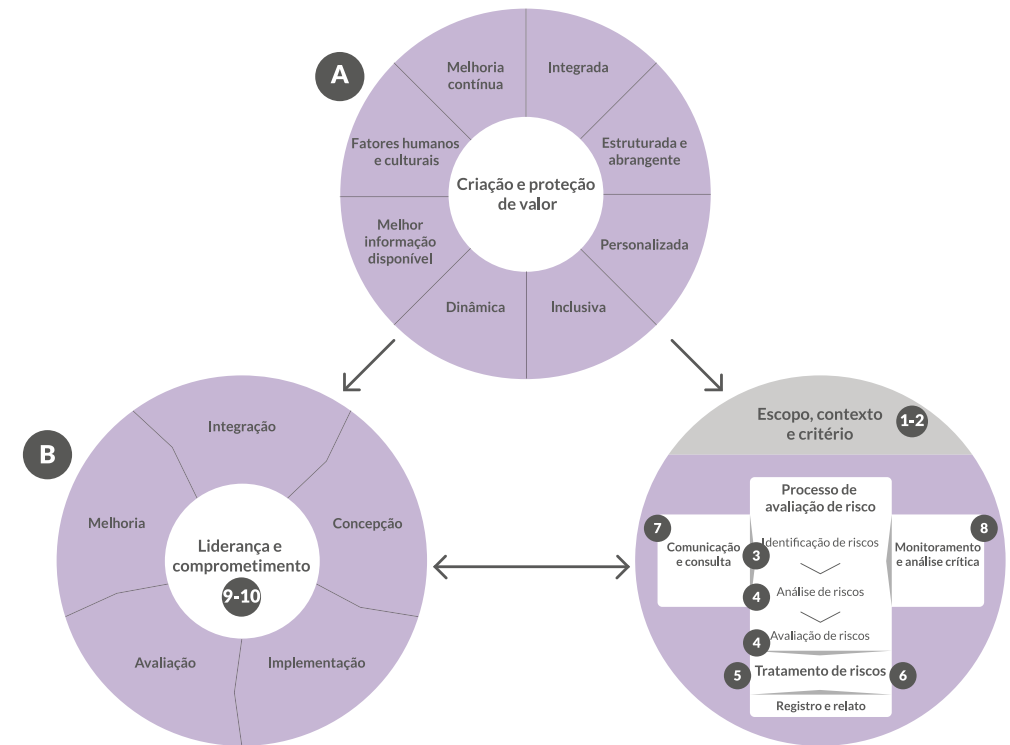 A
Melhoria
contínua
Integrada
Fatores humanos
e culturais
Estruturada e
abrangente
Criação e proteção
de valor
Melhor
informação
disponível
Personalizada
Dinâmica
Inclusiva
B
Integração
Melhoria
Concepção
Liderança e
comprometimento
9-10
Avaliação
Implementação
Escopo, contexto
e critério
1-2
Processo de
avaliação de risco
7
Comunicação
e consulta
3
Identificação de riscos
8
Monitoramento
e análise crítica
4
Análise de riscos
4
Avaliação de riscos
5
Tratamento de riscos
6
Registro e relato